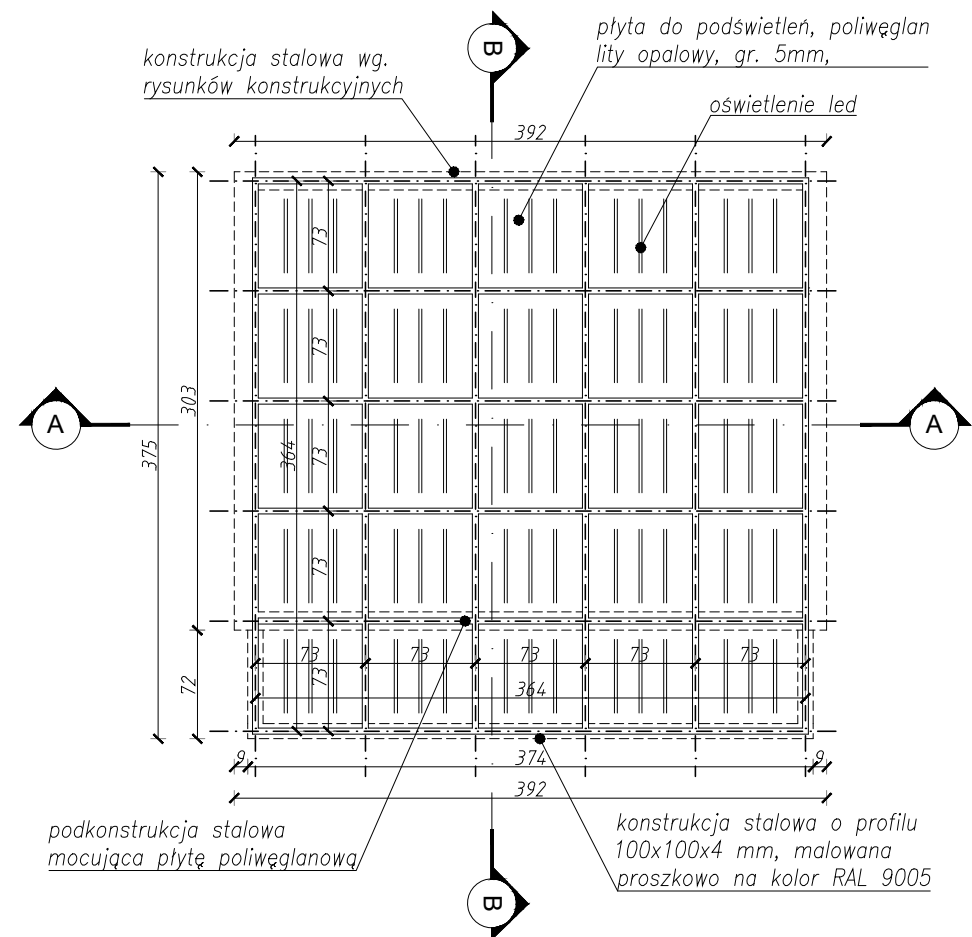 B
płyta do podświetleń, poliwęglan
lity opalowy, gr. 5mm,
konstrukcja stalowa wg.
rysunków konstrukcyjnych
oświetlenie led
392
73
73
303
A
A
375
364
73
73
73
73
73
73
73
73
72
364
9
374
9
392
podkonstrukcja stalowa
mocująca płytę poliwęglanową
konstrukcja stalowa o profilu
100x100x4 mm, malowana
proszkowo na kolor RAL 9005
B